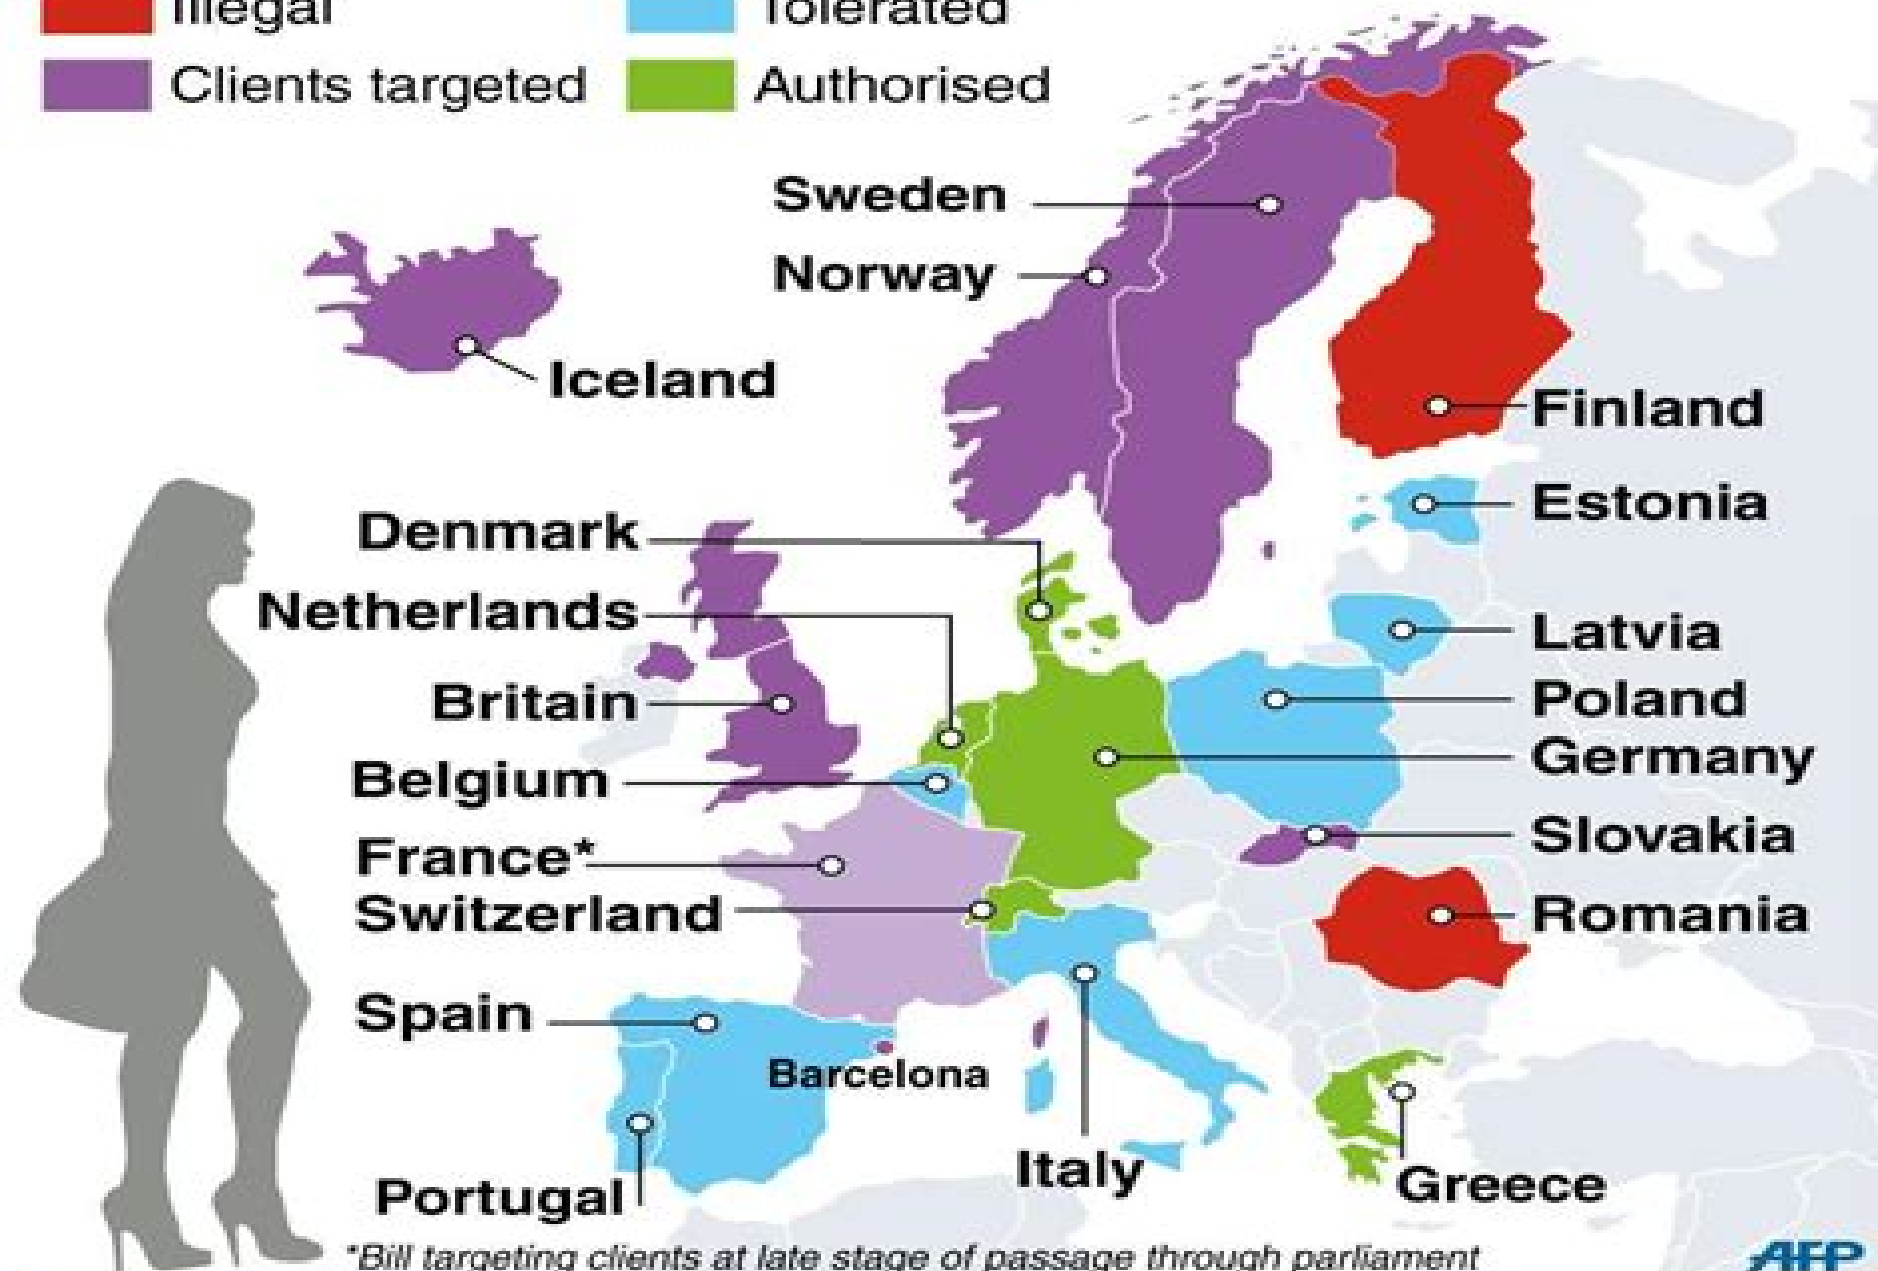 Illegal
Tolerated
Clients targeted
Authorised
Sweden
Norway
Iceland
Finland
Estonia
Denmark
Netherlands
Latvia
Britain
Poland
Germany
Belgium
Slovakia
France*
Switzerland
Romania
Spain
Barcelona
Italy
Greece
Portugal
*Bill targeting clients at late stage of passage through parliament
AFP